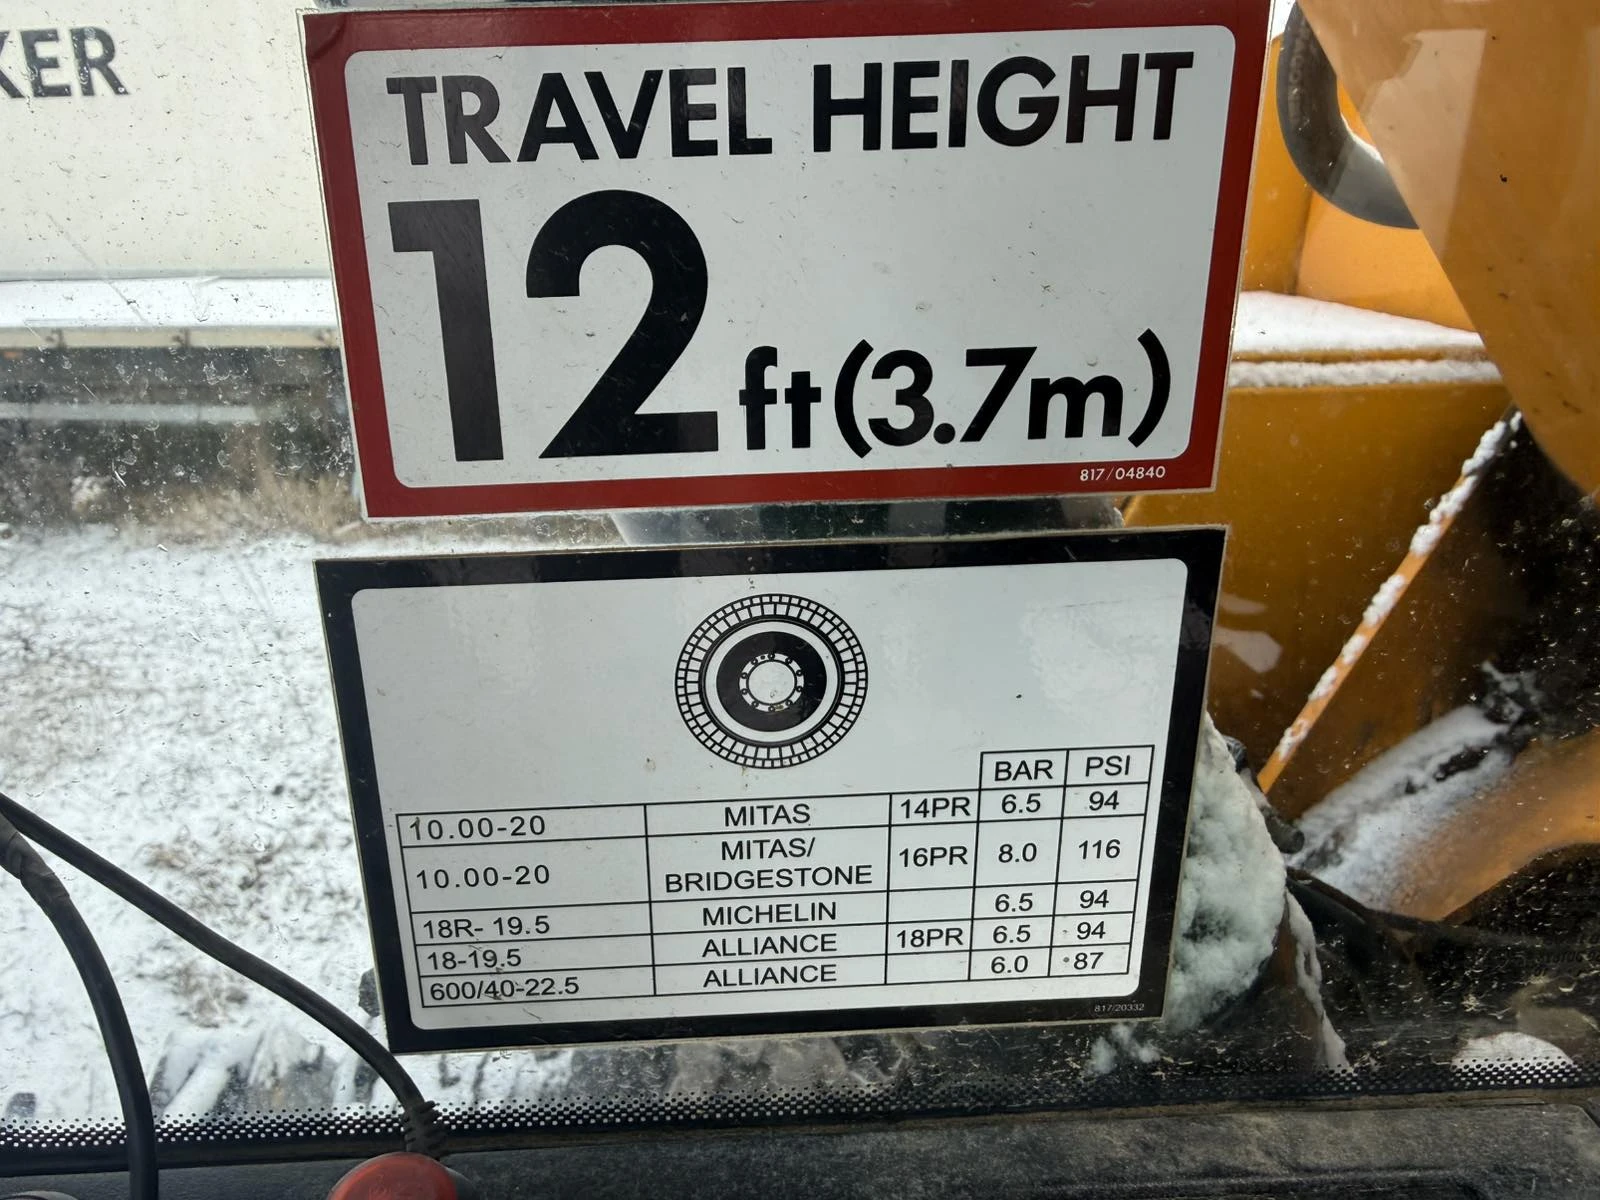 KER
TRAVEL HEIGHT
12 ft (3.7m)
817/04840
BAR PSI
10.00-20 MITAS 14PR 6.5 94
10.00-20 MITAS/ BRIDGESTONE 16PR 8.0 116
18R- 19.5 MICHELIN 6.5 94
18-19.5 ALLIANCE 18PR 6.5 94
600/40-22.5 ALLIANCE 6.0 87
817/20332